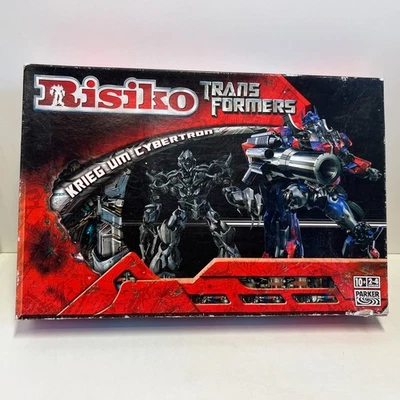 Risiko
TRANS
FORMERS
KRIEG UM CYBERTRON
10+ 2-4
PARKER